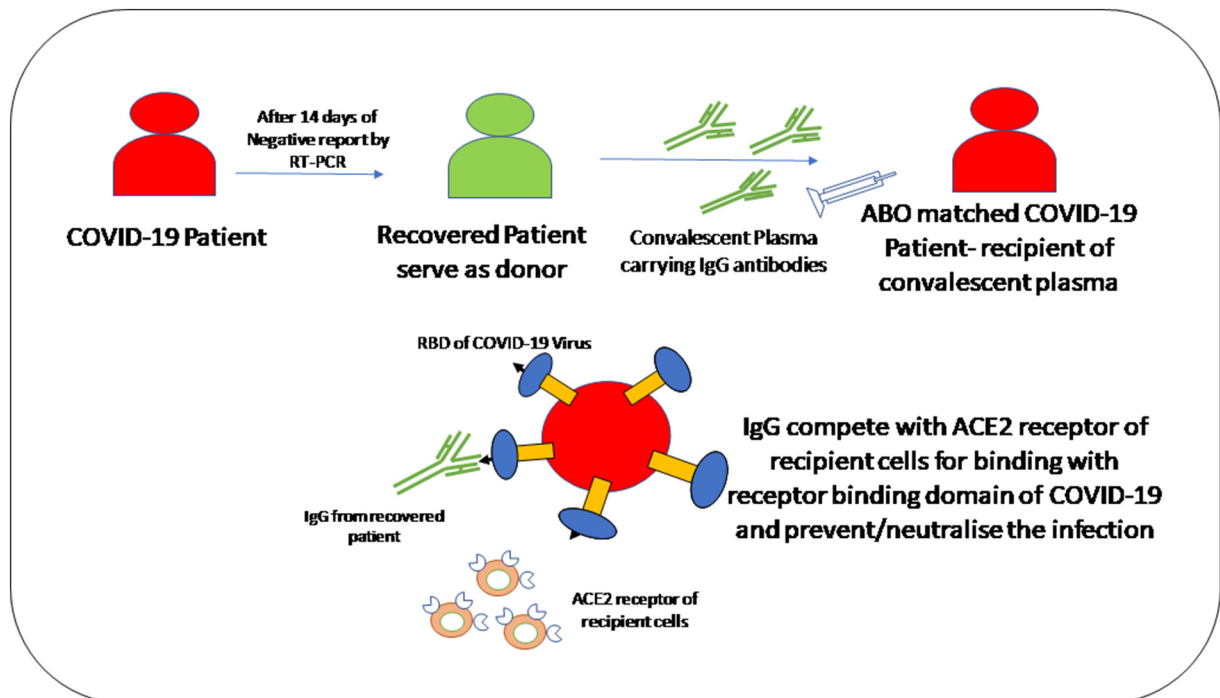 After 14 days of
Negative report by
RT-PCR
COVID-19 Patient
Recovered Patient
serve as donor
Convalescent Plasma
carrying IgG antibodies
ABO matched COVID-19
Patient- recipient of
convalescent plasma
RBD of COVID-19 Virus
IgG from recovered
patient
ACE2 receptor of
recipient cells
IgG compete with ACE2 receptor of
recipient cells for binding with
receptor binding domain of COVID-19
and prevent/neutralise the infection